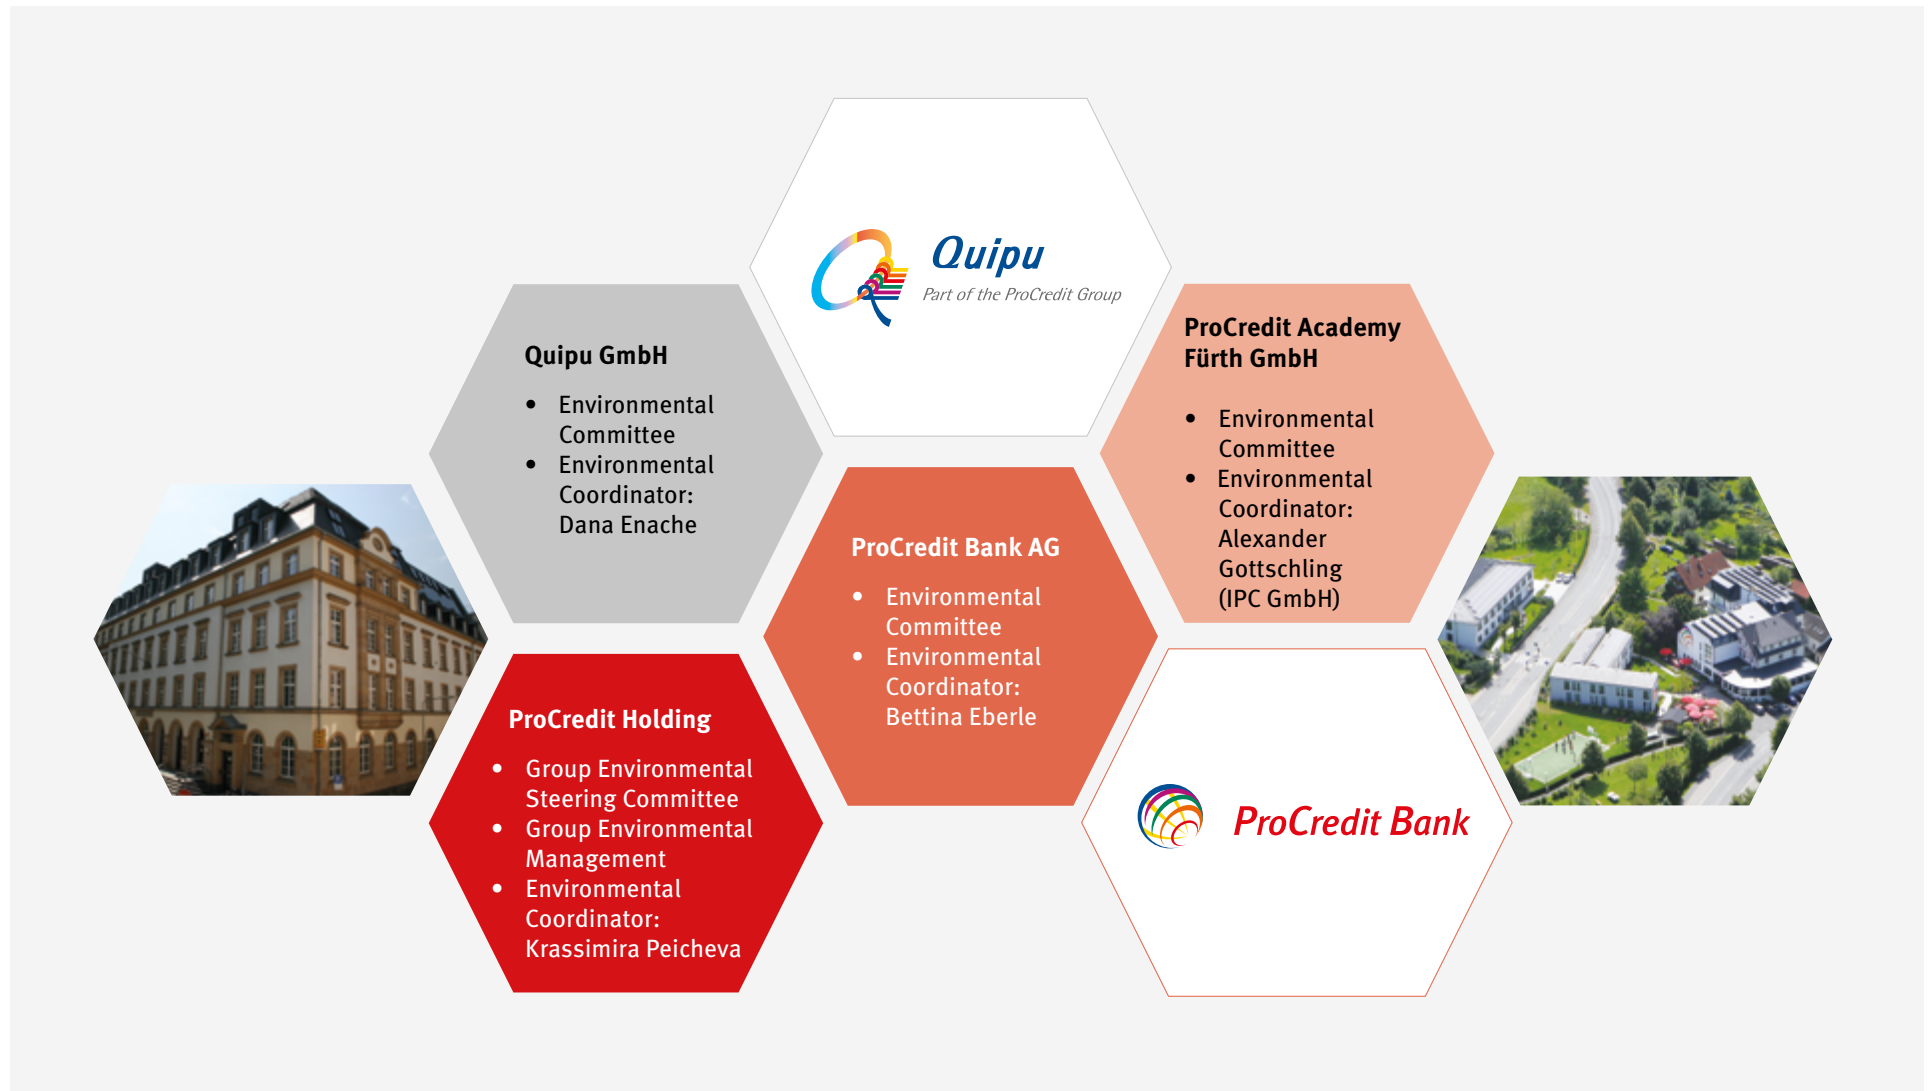 Quipu
Part of the ProCredit Group
Quipu GmbH
• Environmental
Committee
• Environmental
Coordinator:
Dana Enache
ProCredit Academy
Fürth GmbH
• Environmental
Committee
• Environmental
Coordinator:
Alexander
Gottschling
(IPC GmbH)
ProCredit Bank AG
• Environmental
Committee
• Environmental
Coordinator:
Bettina Eberle
ProCredit Holding
• Group Environmental
Steering Committee
• Group Environmental
Management
• Environmental
Coordinator:
Krassimira Peicheva
ProCredit Bank